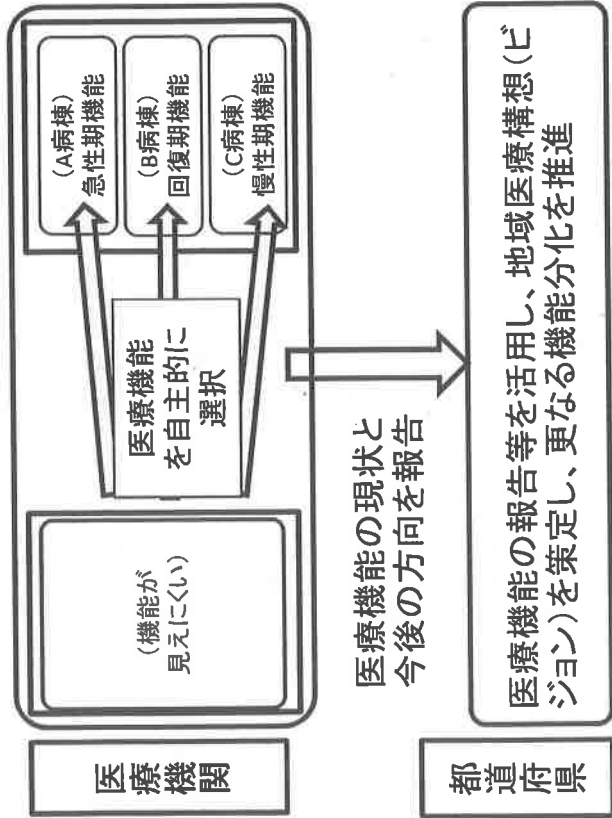 医療機関
(機能が
見えにくい)
医療機能
を自主的に
選択
(A病棟)
急性期機能
(B病棟)
回復期機能
(C病棟)
慢性期機能
医療機能の現状と
今後の方向を報告
都道府県
医療機能の報告等を活用し、地域医療構想(ビ
ジョン)を策定し、更なる機能分化を推進